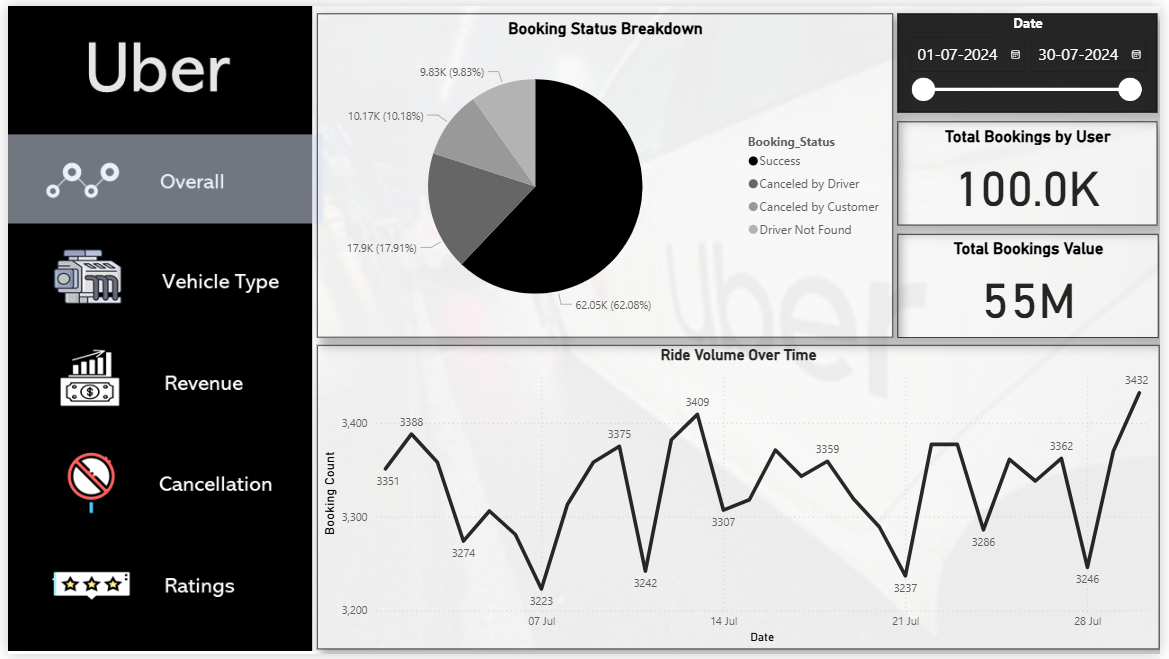 Uber
Overall
Vehicle Type
Revenue
Cancellation
Ratings
Booking Status Breakdown
9.83K (9.83%)
10.17K (10.18%)
17.9K (17.91%)
62.05K (62.08%)
Booking_Status
Success
Canceled by Driver
Canceled by Customer
Driver Not Found
Date
01-07-2024 30-07-2024
Total Bookings by User
100.0K
Total Bookings Value
55M
Uber
Ride Volume Over Time
Booking Count
3,400
3,300
3,200
3351
3388
3274
3223
3375
3242
3409
3307
3359
3237
3286
3362
3246
3432
07 Jul 14 Jul 21 Jul 28 Jul
Date